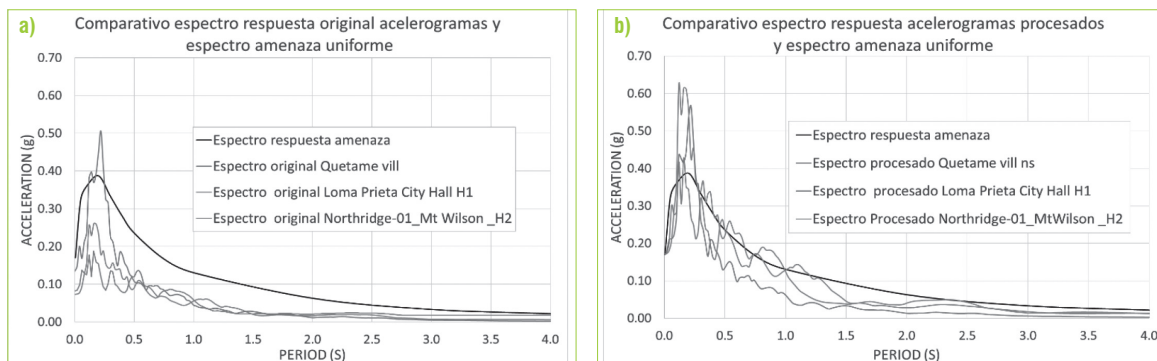 a)
Comparativo espectro respuesta original acelerogramas y
espectro amenaza uniforme
0.70
0.60
0.50
0.40
0.30
0.20
0.10
0.00
ACCELERATION (g)
Espectro respuesta amenaza
Espectro original Quetame vill
Espectro original Loma Prieta City Hall H1
Espectro original Northridge-01_Mt Wilson _H2
0.0 0.5 1.0 1.5 2.0 2.5 3.0 3.5 4.0
PERIOD (S)
b)
Comparativo espectro respuesta acelerogramas procesados
y espectro amenaza uniforme
0.70
0.60
0.50
0.40
0.30
0.20
0.10
0.00
ACCELERATION (g)
Espectro respuesta amenaza
Espectro procesado Quetame vill ns
Espectro procesado Loma Prieta City Hall H1
Espectro Procesado Northridge-01_MtWilson _H2
0.0 0.5 1.0 1.5 2.0 2.5 3.0 3.5 4.0
PERIOD (S)